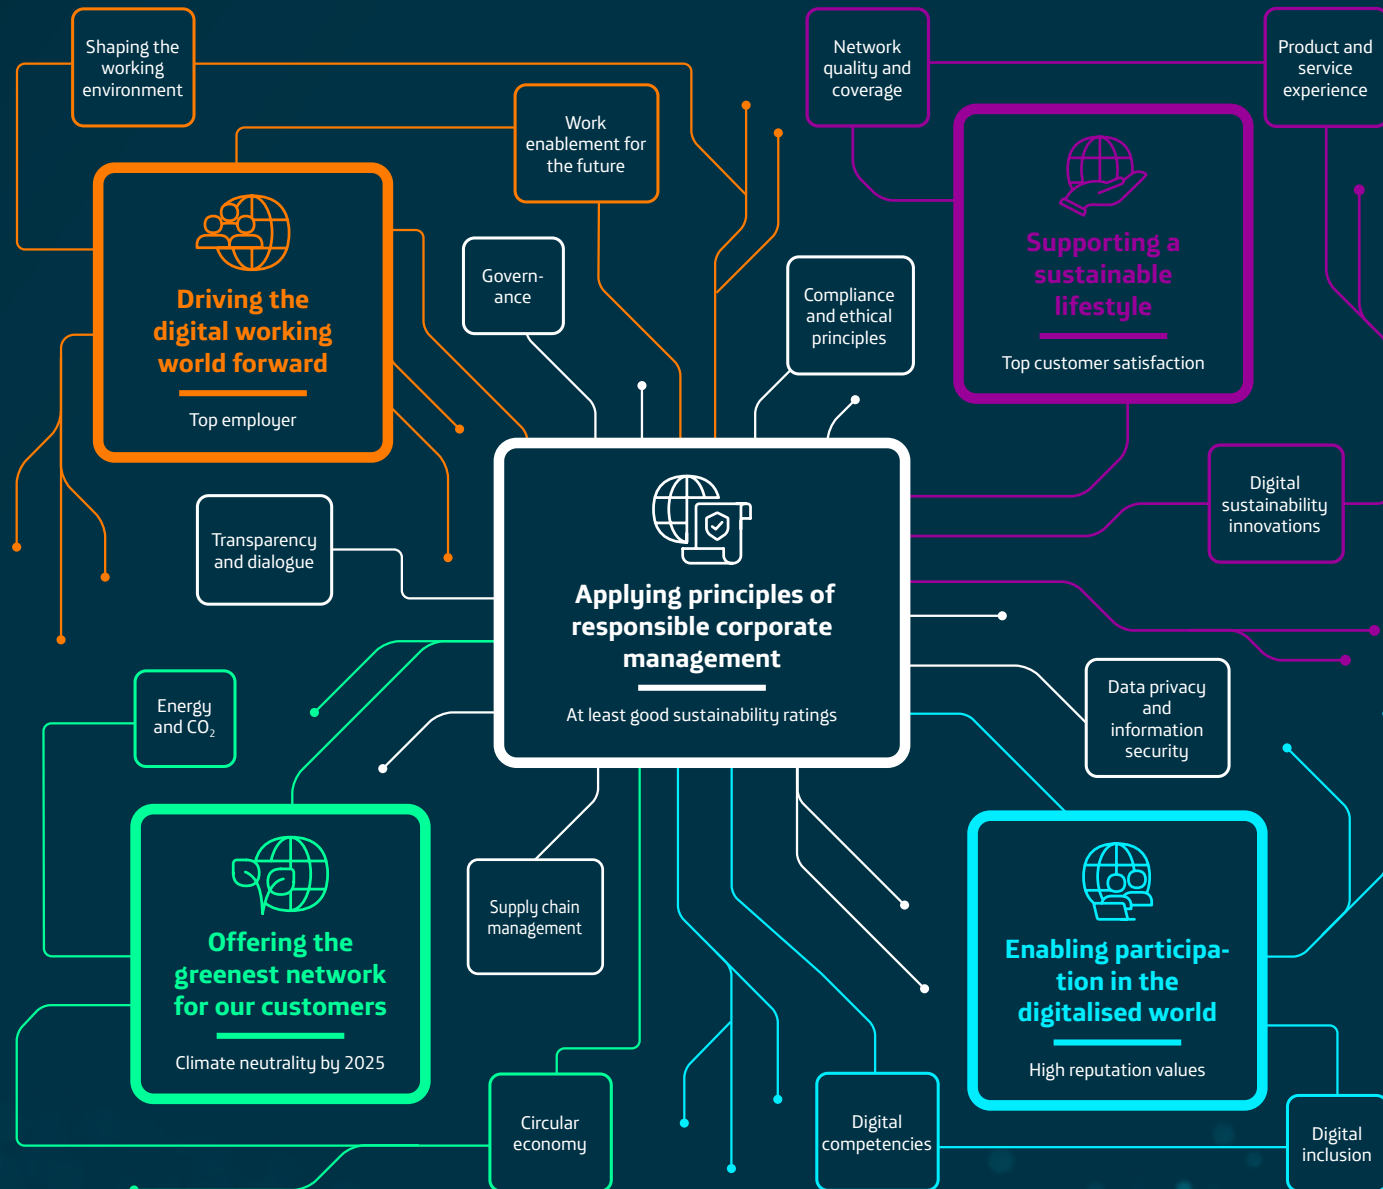 Shaping the
working
environment
Work
enablement for
the future
Network
quality and
coverage
Product and
service
experience
Driving the
digital working
world forward
Top employer
Govern-
ance
Compliance
and ethical
principles
Supporting a
sustainable
lifestyle
Top customer satisfaction
Transparency
and dialogue
Applying principles of
responsible corporate
management
At least good sustainability ratings
Digital
sustainability
innovations
Energy
and CO₂
Data privacy
and
information
security
Offering the
greenest network
for our customers
Climate neutrality by 2025
Supply chain
management
Enabling participa-
tion in the
digitalised world
High reputation values
Circular
economy
Digital
competencies
Digital
inclusion